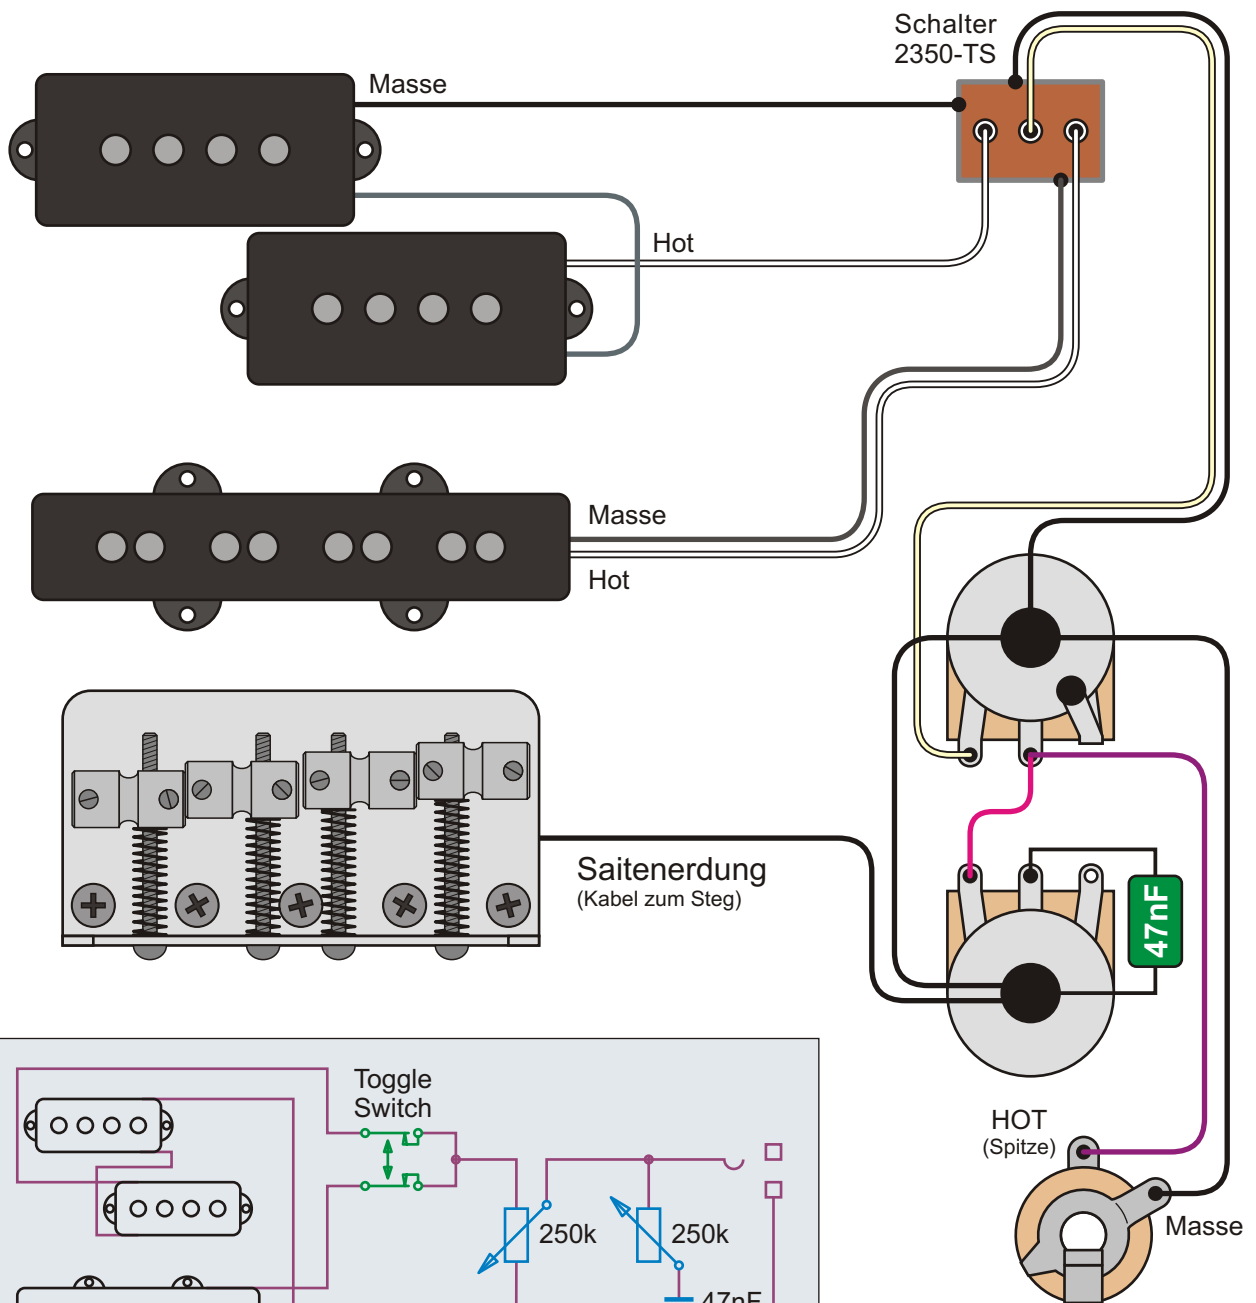 Schalter
2350-TS
Masse
Hot
Masse
Hot
Saitenerdung
(Kabel zum Steg)
47nF
Toggle
Switch
HOT
(Spitze)
250k
250k
Masse
47nF